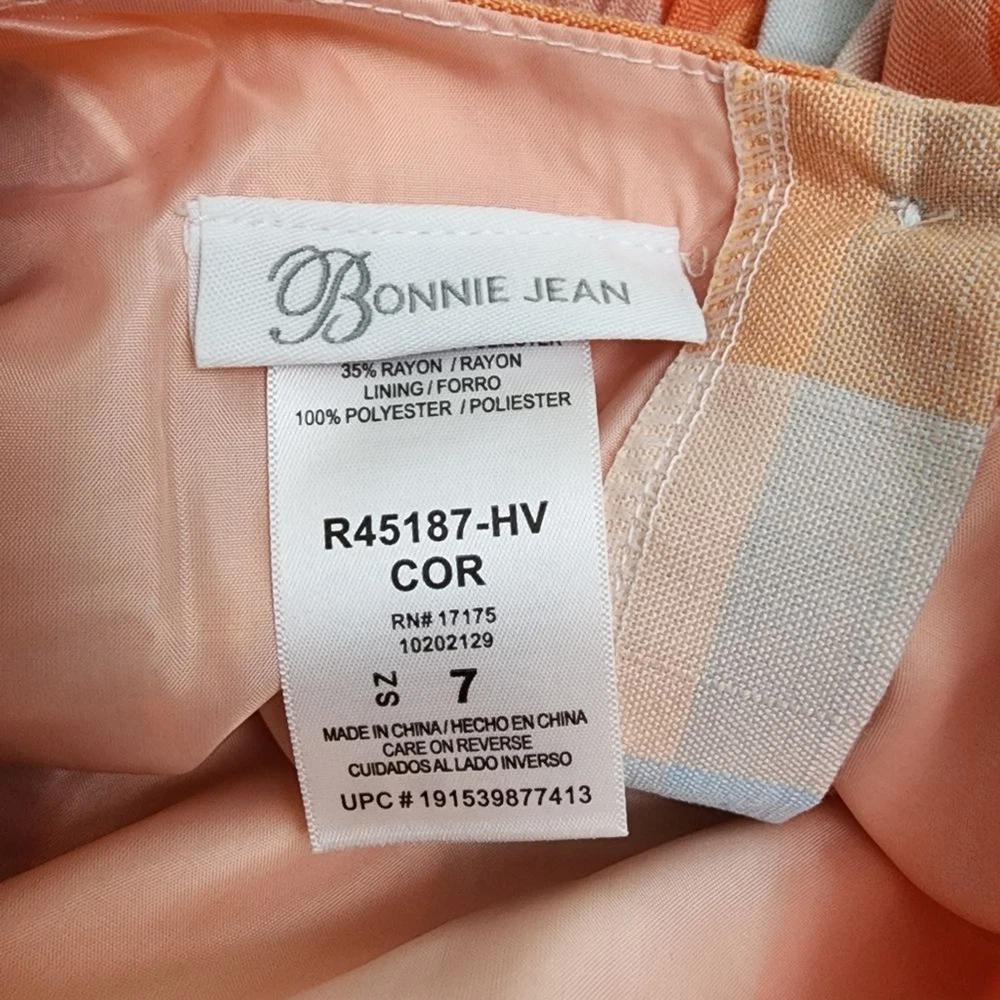 BONNIE JEAN
35% RAYON / RAYON
LINING / FORRO
100% POLYESTER / POLIESTER
R45187-HV
COR
RN# 17175
10202129
SZ 7
MADE IN CHINA / HECHO EN CHINA
CARE ON REVERSE
CUIDADOS AL LADO INVERSO
UPC # 191539877413